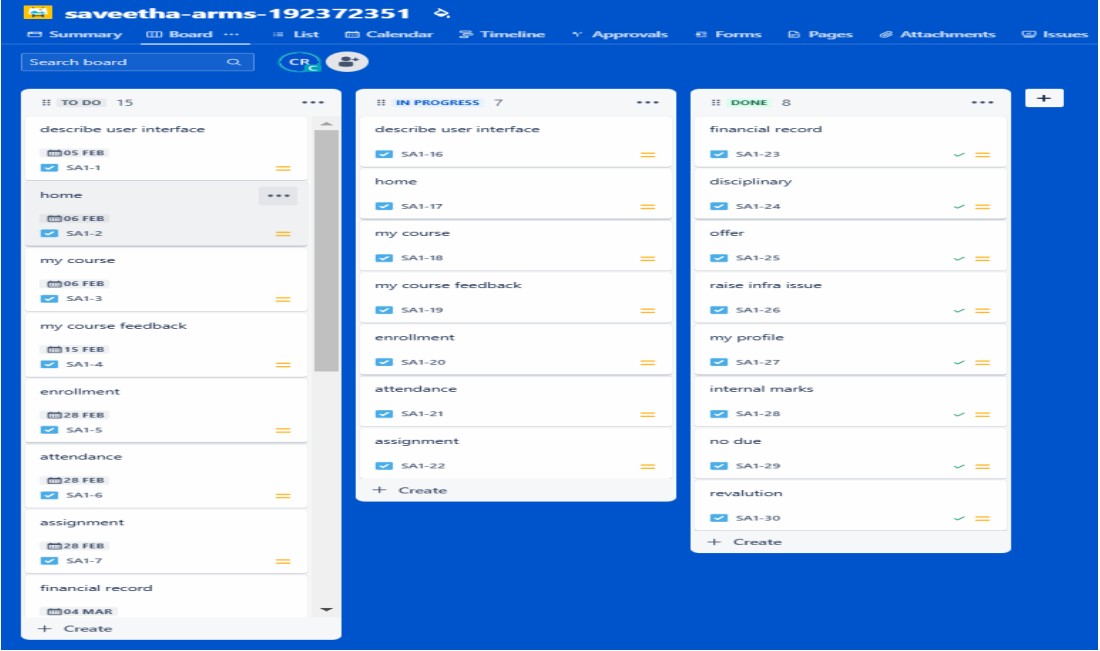 saveetha-arms-192372351
Summary Board ··· List Calendar Timeline Approvals Forms Pages Attachments Issues
Search board CR C
TO DO 15 ···
describe user interface
05 FEB
SA1-1
home ···
06 FEB
SA1-2
my course
06 FEB
SA1-3
my course feedback
15 FEB
SA1-4
enrollment
28 FEB
SA1-5
attendance
28 FEB
SA1-6
assignment
28 FEB
SA1-7
financial record
04 MAR
+ Create
IN PROGRESS 7 ···
describe user interface
SA1-16
home
SA1-17
my course
SA1-18
my course feedback
SA1-19
enrollment
SA1-20
attendance
SA1-21
assignment
SA1-22
+ Create
DONE 8 ···
financial record
SA1-23
disciplinary
SA1-24
offer
SA1-25
raise infra issue
SA1-26
my profile
SA1-27
internal marks
SA1-28
no due
SA1-29
revalution
SA1-30
+ Create
+